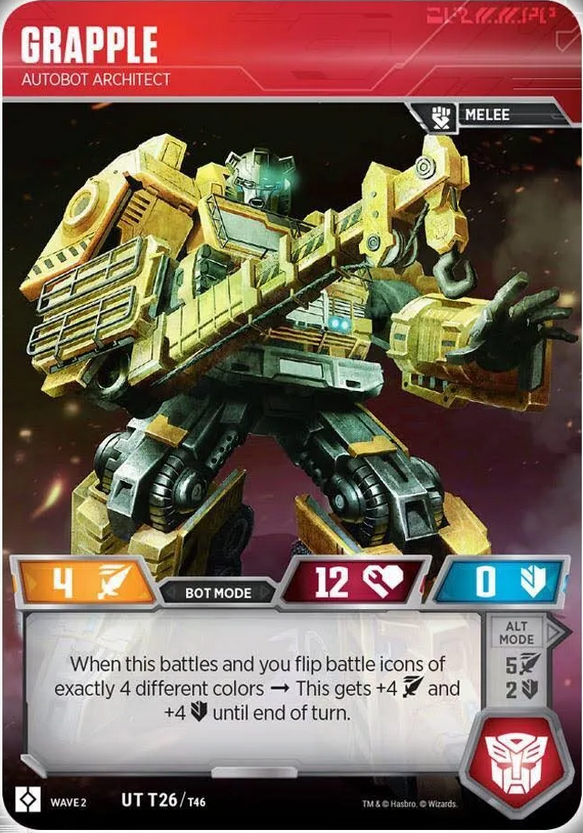 GRAPPLE
AUTOBOT ARCHITECT
MELEE
4
BOT MODE
12
0
ALT
MODE
5
2
When this battles and you flip battle icons of
exactly 4 different colors → This gets +4 and
+4 until end of turn.
WAVE 2
UT T26/T46
TM & © Hasbro. © Wizards.